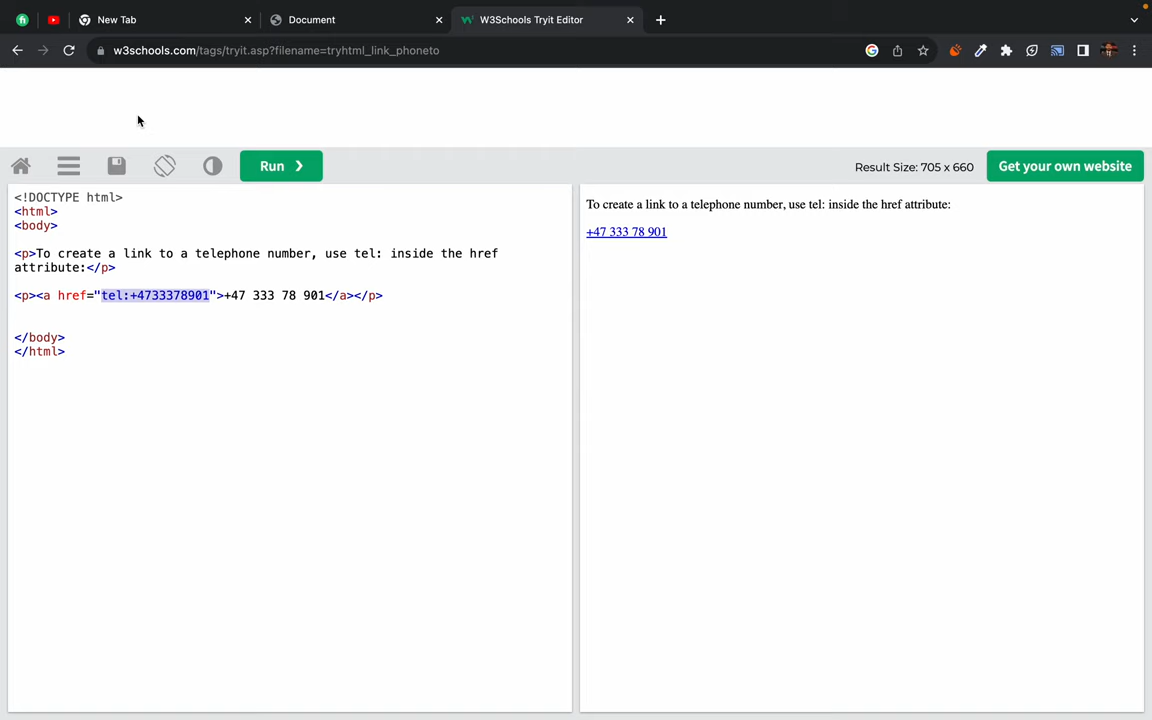 New Tab
Document
W3Schools Tryit Editor
w3schools.com/tags/tryit.asp?filename=tryhtml_link_phoneto
Run ❯
Result Size: 705 x 660
Get your own website
<!DOCTYPE html>
<html>
<body>
<p>To create a link to a telephone number, use tel: inside the href
attribute:</p>
<p><a href="tel:+4733378901">+47 333 78 901</a></p>
</body>
</html>
To create a link to a telephone number, use tel: inside the href attribute:
+47 333 78 901